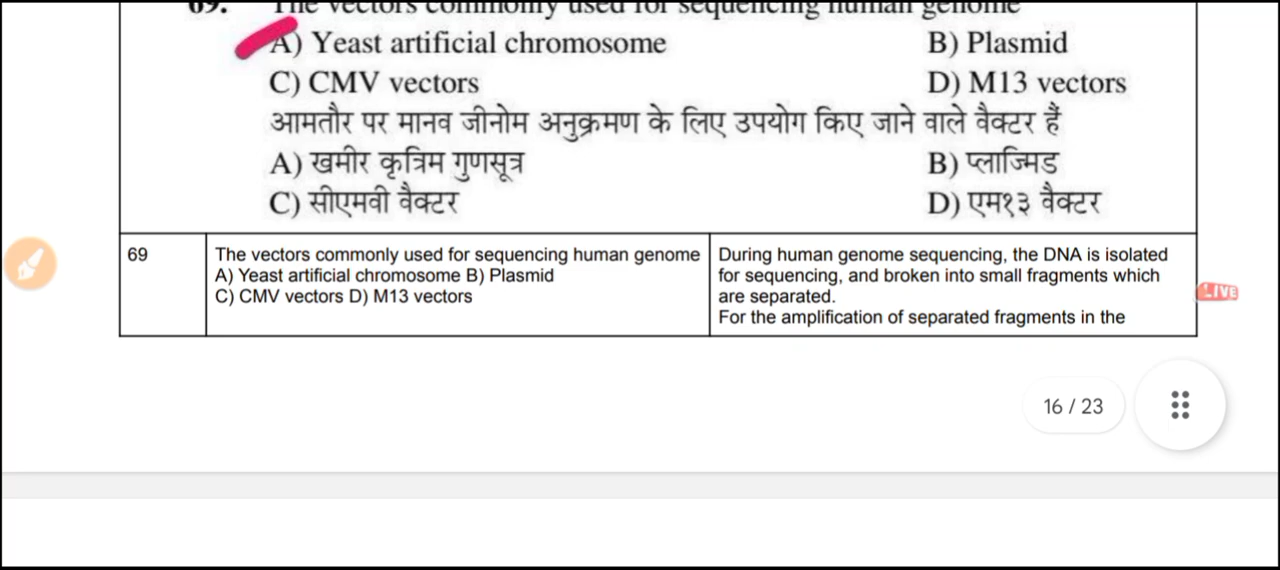 69. The vectors commonly used for sequencing human genome
A) Yeast artificial chromosome B) Plasmid
C) CMV vectors D) M13 vectors
आमतौर पर मानव जीनोम अनुक्रमण के लिए उपयोग किए जाने वाले वैक्टर हैं
A) खमीर कृत्रिम गुणसूत्र B) प्लाज्मिड
C) सीएमवी वैक्टर D) एम१३ वैक्टर
69
The vectors commonly used for sequencing human genome
A) Yeast artificial chromosome B) Plasmid
C) CMV vectors D) M13 vectors
During human genome sequencing, the DNA is isolated
for sequencing, and broken into small fragments which
are separated.
For the amplification of separated fragments in the
LIVE
16 / 23